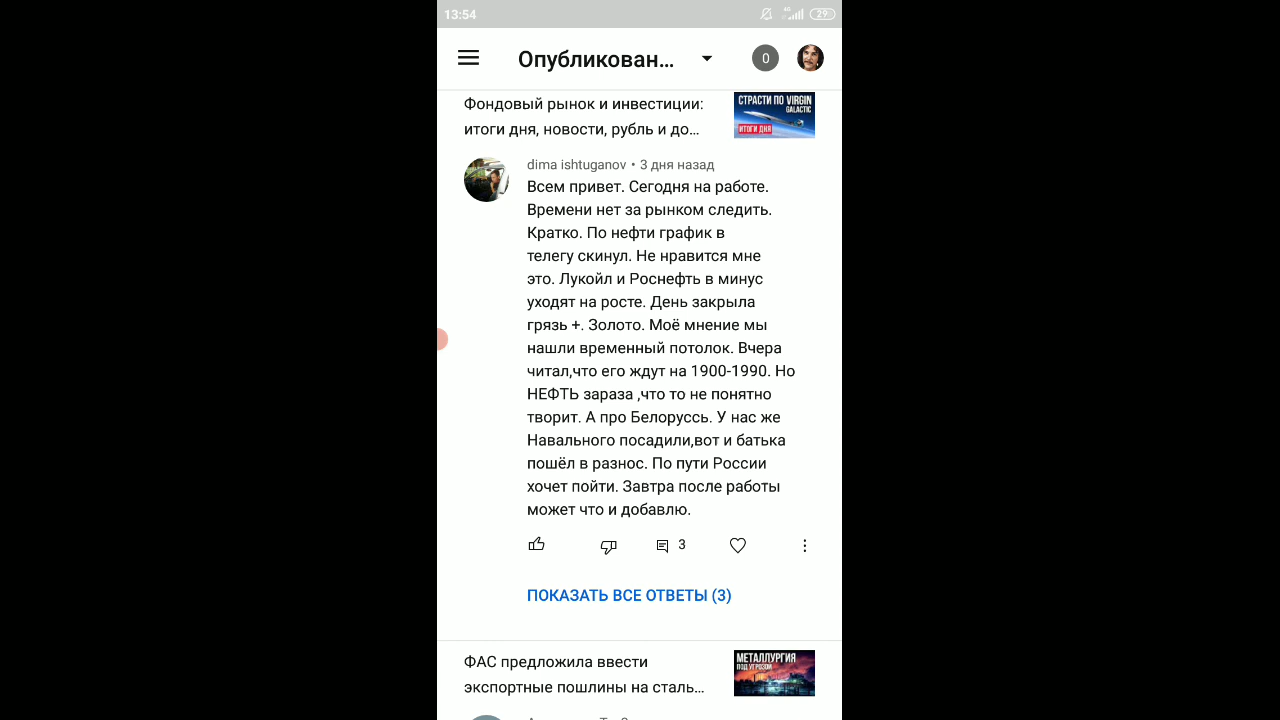 13:54
4G
29
Опубликован...
0
Фондовый рынок и инвестиции:
итоги дня, новости, рубль и до...
СТРАСТИ ПО VIRGIN
GALACTIC
ИТОГИ ДНЯ
dima ishtuganov • 3 дня назад
Всем привет. Сегодня на работе.
Времени нет за рынком следить.
Кратко. По нефти график в
телегу скинул. Не нравится мне
это. Лукойл и Роснефть в минус
уходят на росте. День закрыла
грязь +. Золото. Моё мнение мы
нашли временный потолок. Вчера
читал,что его ждут на 1900-1990. Но
НЕФТЬ зараза ,что то не понятно
творит. А про Белоруссь. У нас же
Навального посадили,вот и батька
пошёл в разнос. По пути России
хочет пойти. Завтра после работы
может что и добавлю.
3
ПОКАЗАТЬ ВСЕ ОТВЕТЫ (3)
ФАС предложила ввести
экспортные пошлины на сталь...
МЕТАЛЛУРГИЯ
ПОД УГРОЗОЙ